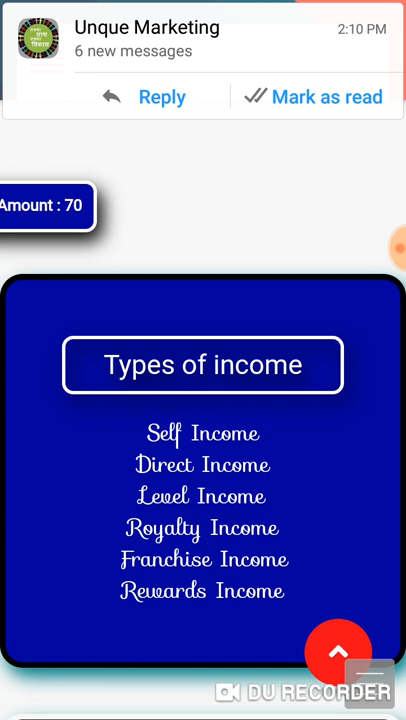 Unque Marketing
2:10 PM
6 new messages
Reply
Mark as read
Amount : 70
Types of income
Self Income
Direct Income
Level Income
Royalty Income
Franchise Income
Rewards Income
DU RECORDER